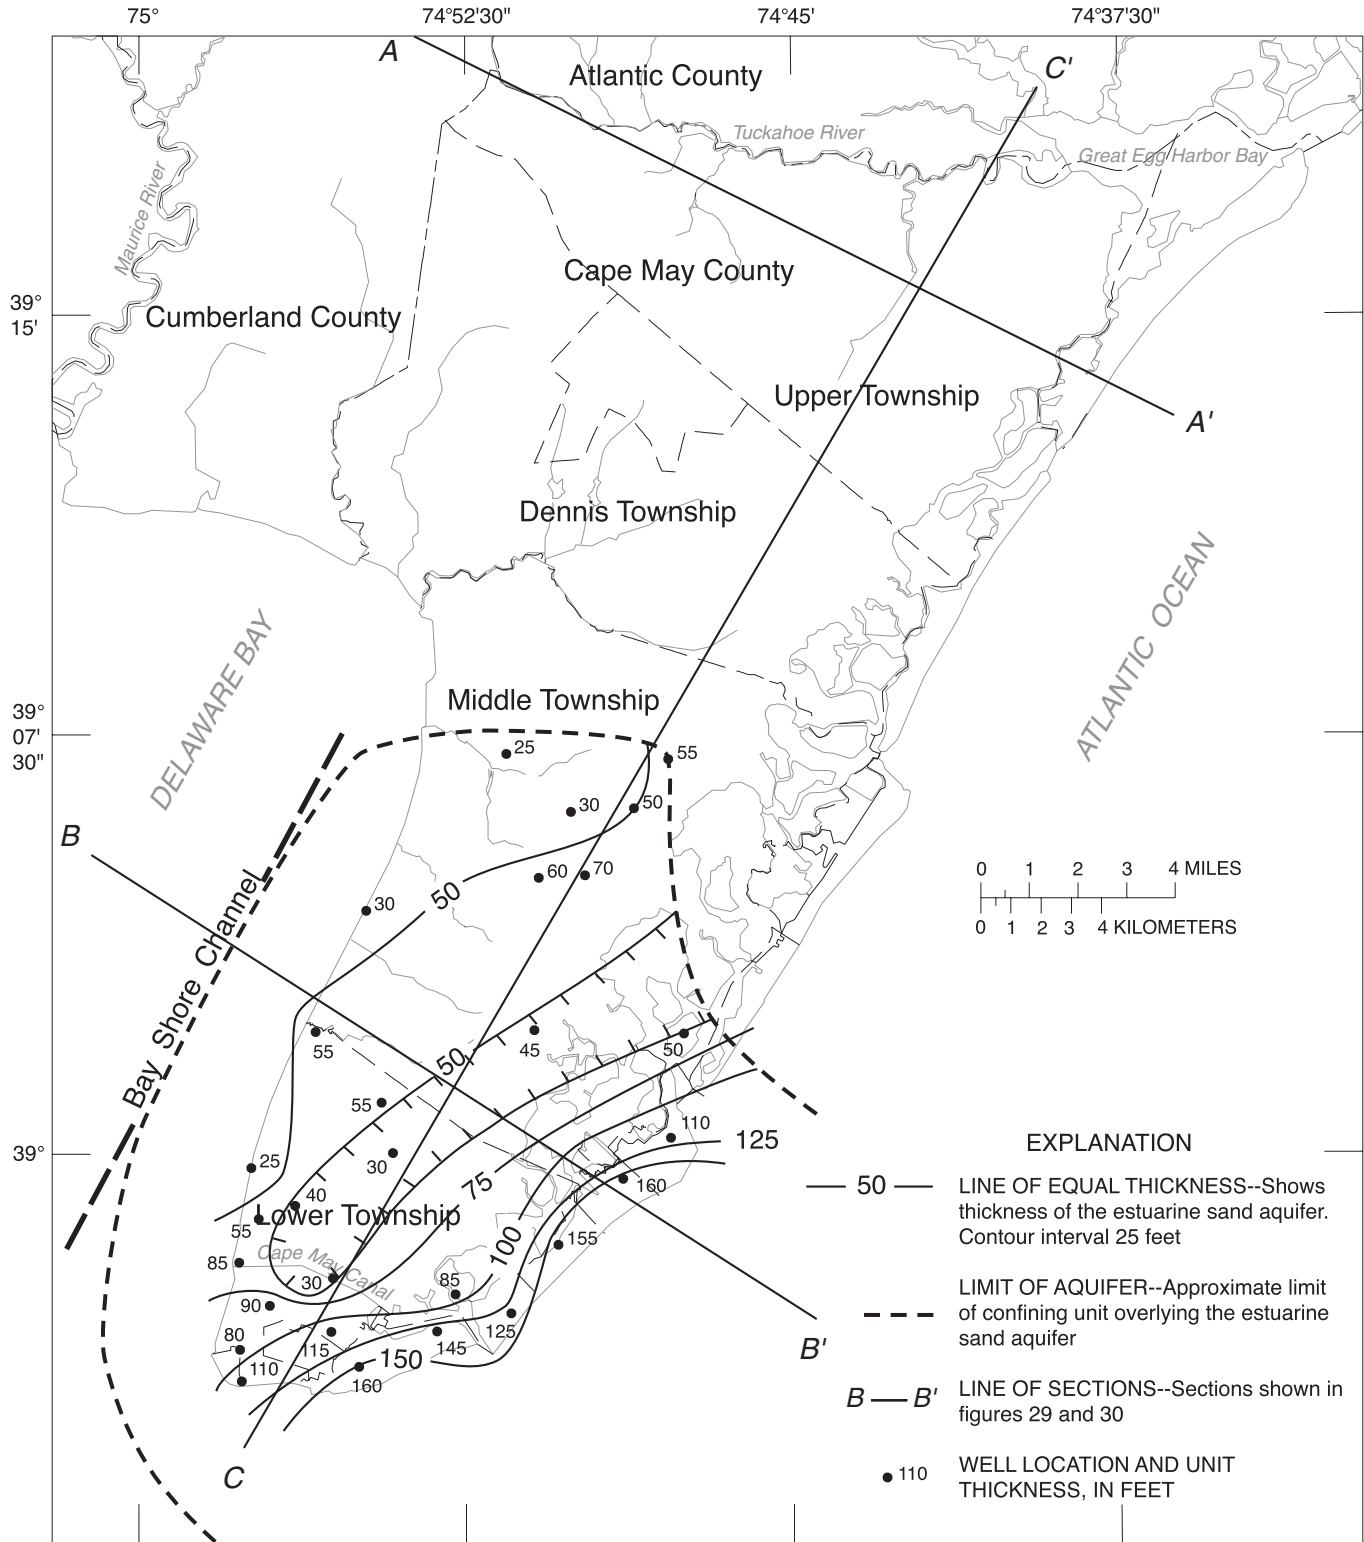 75°
74°52'30"
74°45'
74°37'30"
A
Atlantic County
C'
Tuckahoe River
Great Egg Harbor Bay
Maurice River
Cape May County
39°
15'
Cumberland County
Upper Township
A'
Dennis Township
ATLANTIC OCEAN
DELAWARE BAY
Middle Township
39°
07'
30"
25
55
30
50
B
60
70
50
30
0 1 2 3 4 MILES
0 1 2 3 4 KILOMETERS
Bay Shore Channel
55
45
50
50
55
110
125
39°
25
30
75
160
40
Lower Township
55
155
100
85
Cape May Canal
30
85
90
80
115
145
125
110
150
160
B'
C
EXPLANATION
50
LINE OF EQUAL THICKNESS--Shows
thickness of the estuarine sand aquifer.
Contour interval 25 feet
LIMIT OF AQUIFER--Approximate limit
of confining unit overlying the estuarine
sand aquifer
B B'
LINE OF SECTIONS--Sections shown in
figures 29 and 30
110
WELL LOCATION AND UNIT
THICKNESS, IN FEET